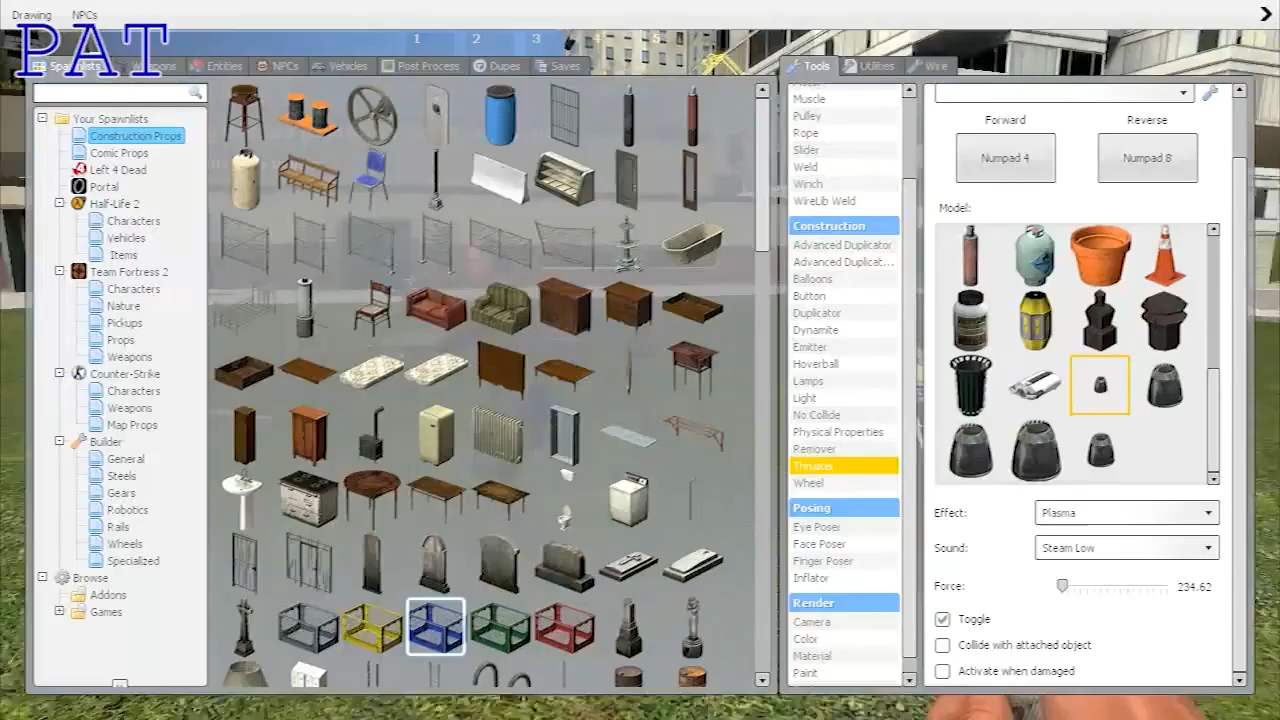 Drawing NPCs
PAT
1 2 3 4 5
Spawnlists Weapons Entities NPCs Vehicles Post Process Dupes Saves
Tools Utilities Wire
Your Spawnlists
Construction Props
Comic Props
Left 4 Dead
Portal
Half-Life 2
Characters
Vehicles
Items
Team Fortress 2
Characters
Nature
Pickups
Props
Weapons
Counter-Strike
Characters
Weapons
Map Props
Builder
General
Steels
Gears
Robotics
Rails
Wheels
Specialized
Browse
Addons
Games
Muscle
Pulley
Rope
Slider
Weld
Winch
WireLib Weld
Construction
Advanced Duplicator
Advanced Duplicat...
Balloons
Button
Duplicator
Dynamite
Emitter
Hoverball
Lamps
Light
No Collide
Physical Properties
Remover
Thruster
Wheel
Posing
Eye Poser
Face Poser
Finger Poser
Inflator
Render
Camera
Color
Material
Paint
Forward Reverse
Numpad 4 Numpad 8
Model:
Effect: Plasma
Sound: Steam Low
Force: 234.62
Toggle
Collide with attached object
Activate when damaged